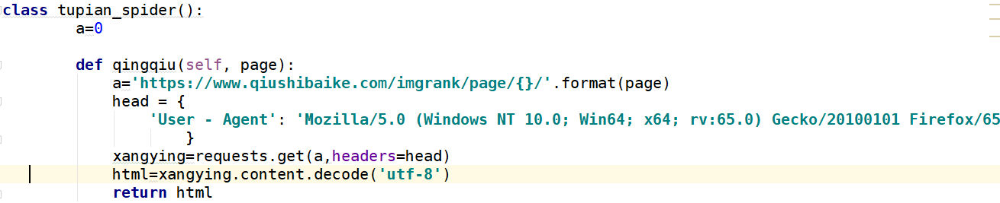 class tupian_spider():
a=0
def qingqiu(self, page):
a='https://www.qiushibaike.com/imgrank/page/{}/'.format(page)
head = {
'User - Agent': 'Mozilla/5.0 (Windows NT 10.0; Win64; x64; rv:65.0) Gecko/20100101 Firefox/65
}
xangying=requests.get(a,headers=head)
html=xangying.content.decode('utf-8')
return html